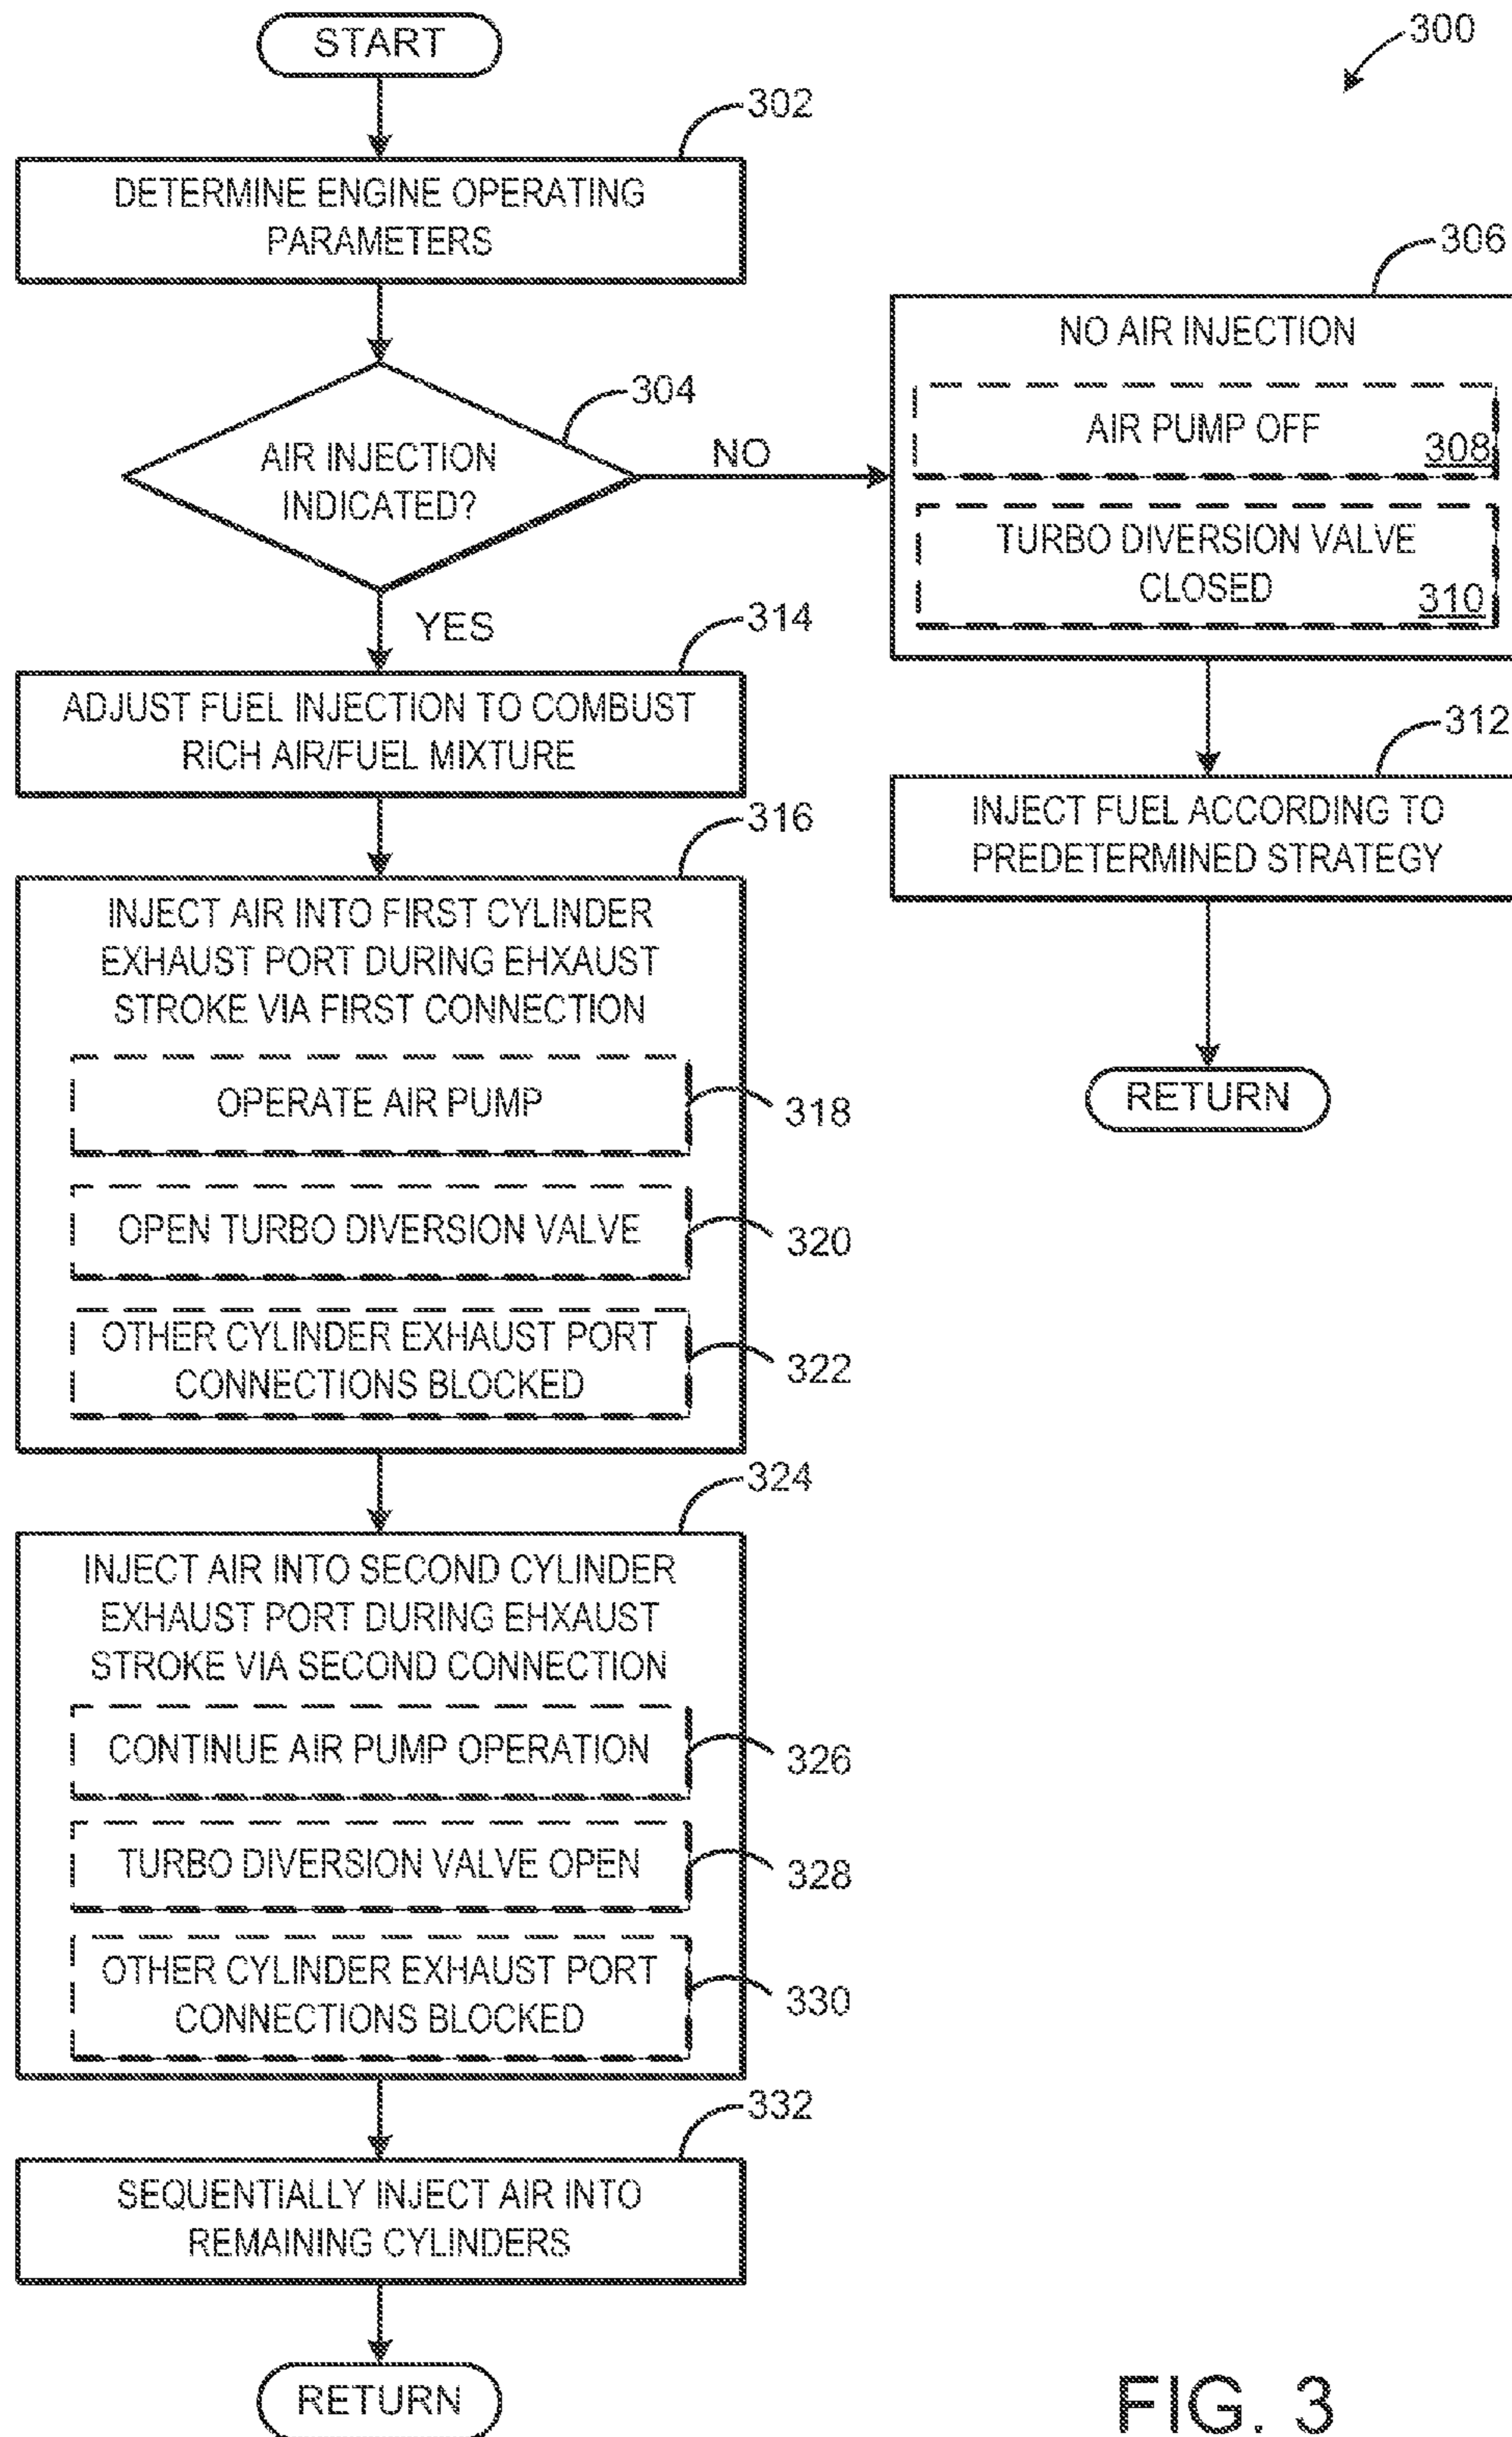 300
START
302
DETERMINE ENGINE OPERATING
PARAMETERS
304
AIR INJECTION
INDICATED?
NO
YES
306
NO AIR INJECTION
AIR PUMP OFF
308
TURBO DIVERSION VALVE
CLOSED
310
312
INJECT FUEL ACCORDING TO
PREDETERMINED STRATEGY
RETURN
314
ADJUST FUEL INJECTION TO COMBUST
RICH AIR/FUEL MIXTURE
316
INJECT AIR INTO FIRST CYLINDER
EXHAUST PORT DURING EHXAUST
STROKE VIA FIRST CONNECTION
OPERATE AIR PUMP
318
OPEN TURBO DIVERSION VALVE
320
OTHER CYLINDER EXHAUST PORT
CONNECTIONS BLOCKED
322
324
INJECT AIR INTO SECOND CYLINDER
EXHAUST PORT DURING EHXAUST
STROKE VIA SECOND CONNECTION
CONTINUE AIR PUMP OPERATION
326
TURBO DIVERSION VALVE OPEN
328
OTHER CYLINDER EXHAUST PORT
CONNECTIONS BLOCKED
330
332
SEQUENTIALLY INJECT AIR INTO
REMAINING CYLINDERS
RETURN
FIG. 3